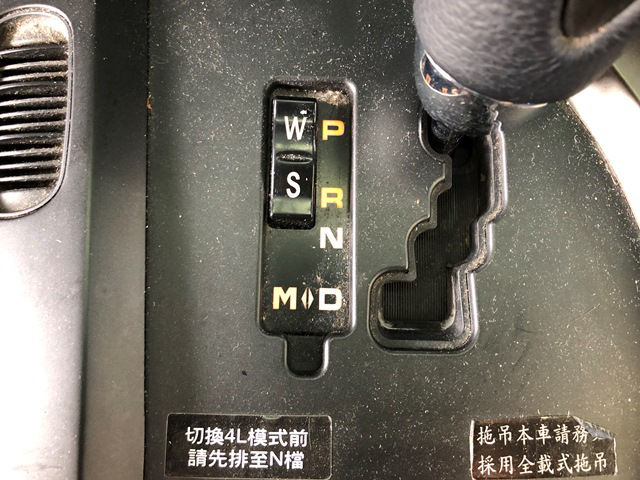 W P
S R
N
M D
切換4L模式前
請先排至N檔
拖吊本車請務
採用全載式拖吊